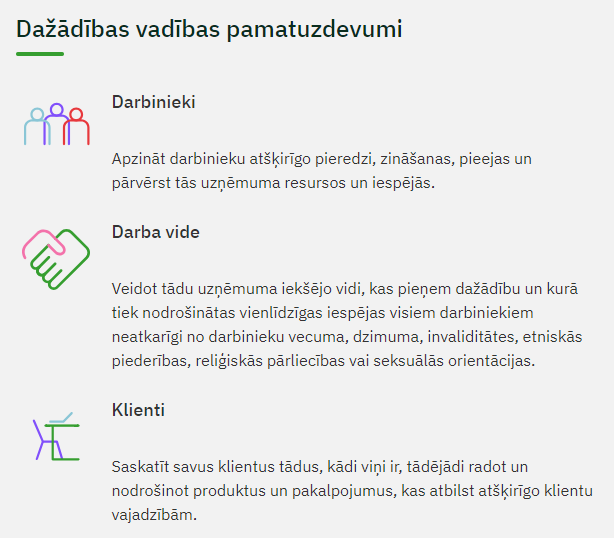 Dažādības vadības pamatuzdevumi
Darbinieki
Apzināt darbinieku atšķirīgo pieredzi, zināšanas, pieejas un
pārvērst tās uzņēmuma resursos un iespējās.
Darba vide
Veidot tādu uzņēmuma iekšējo vidi, kas pieņem dažādību un kurā
tiek nodrošinātas vienlīdzīgas iespējas visiem darbiniekiem
neatkarīgi no darbinieku vecuma, dzimuma, invaliditātes, etniskās
piederības, reliģiskās pārliecības vai seksuālās orientācijas.
Klienti
Saskatīt savus klientus tādus, kādi viņi ir, tādējādi radot un
nodrošinot produktus un pakalpojumus, kas atbilst atšķirīgo klientu
vajadzībām.